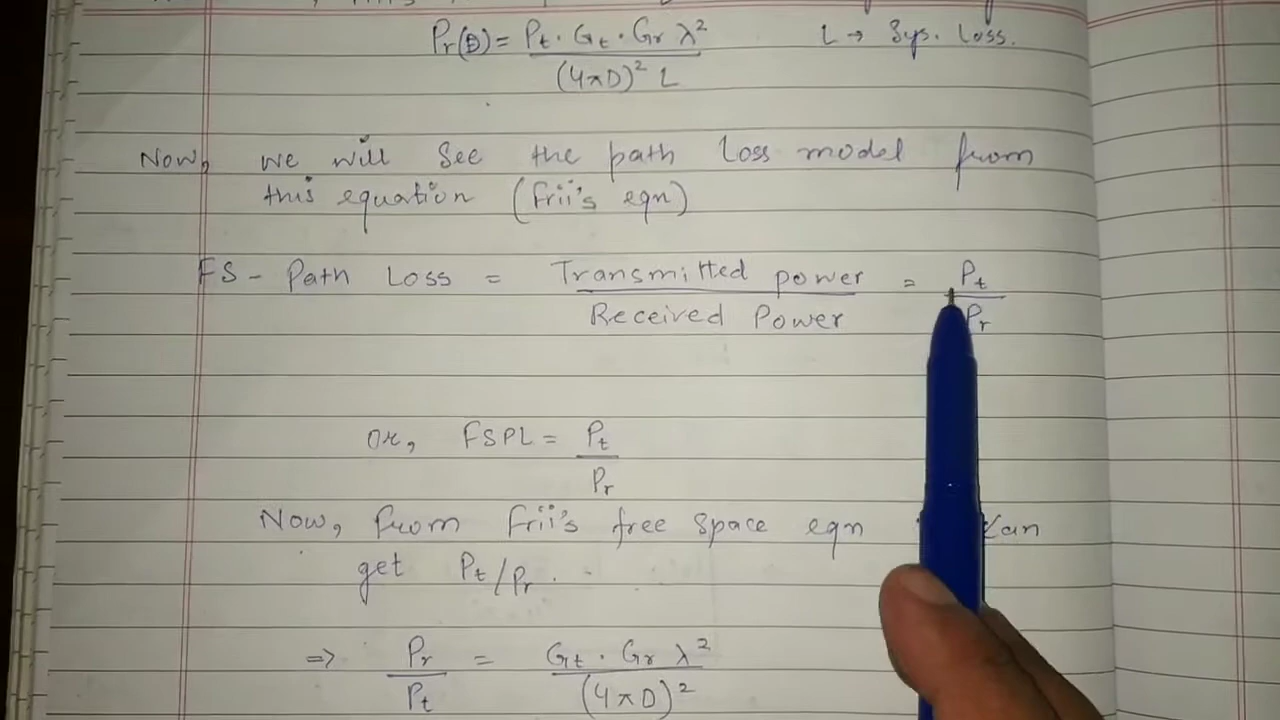 Pr(D) = Pt . Gt . Gr λ² / (4πD)² L    L → Sys. Loss.
Now, we will See the path Loss model from
this equation (Frii's eqn)
FS - Path Loss = Transmitted power / Received Power = Pt / Pr
or, FSPL = Pt / Pr
Now, from Frii's free space eqn can
get Pt/Pr .
⇒ Pr / Pt = Gt . Gr λ² / (4πD)²